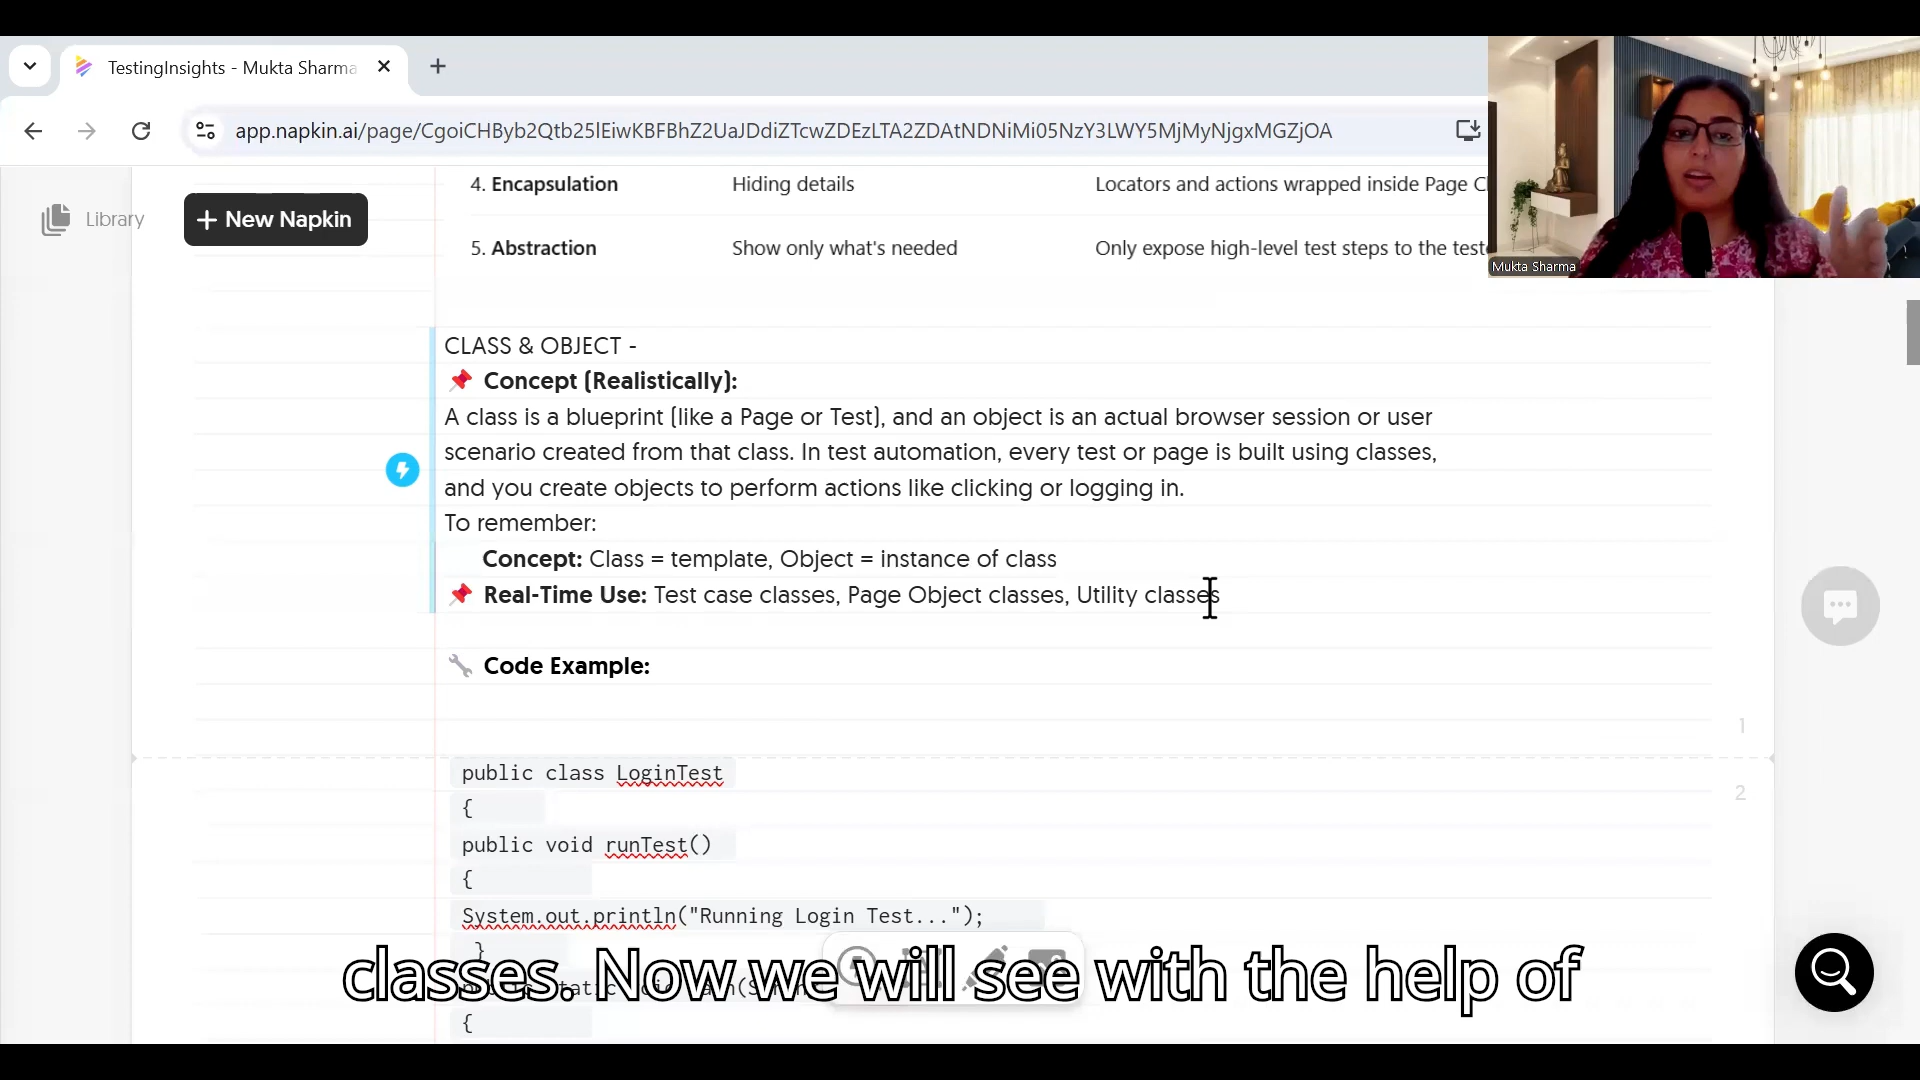 TestingInsights - Mukta Sharma
app.napkin.ai/page/CgoiCHByb2Qtb25lEiwKBFBhZ2UaJDdiZTcwZDEzLTA2ZDAtNDNiMi05NzY3LWY5MjMyNjgxMGZjOA
Library
+ New Napkin
4. Encapsulation Hiding details Locators and actions wrapped inside Page Cl
5. Abstraction Show only what's needed Only expose high-level test steps to the teste
Mukta Sharma
CLASS & OBJECT -
📌 Concept (Realistically):
A class is a blueprint (like a Page or Test), and an object is an actual browser session or user
scenario created from that class. In test automation, every test or page is built using classes,
and you create objects to perform actions like clicking or logging in.
To remember:
Concept: Class = template, Object = instance of class
📌 Real-Time Use: Test case classes, Page Object classes, Utility classes
🔧 Code Example:
1
2
public class LoginTest
{
public void runTest()
{
System.out.println("Running Login Test...");
}
{
classes. Now we will see with the help of